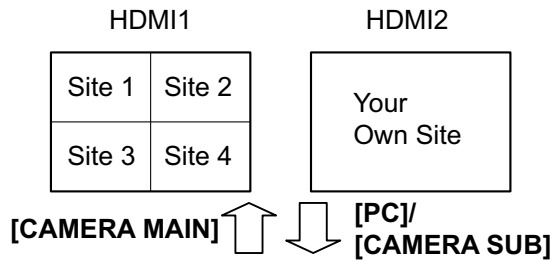 HDMI1
HDMI2
Site 1
Site 2
Site 3
Site 4
Your
Own Site
[CAMERA MAIN]
[PC]/
[CAMERA SUB]